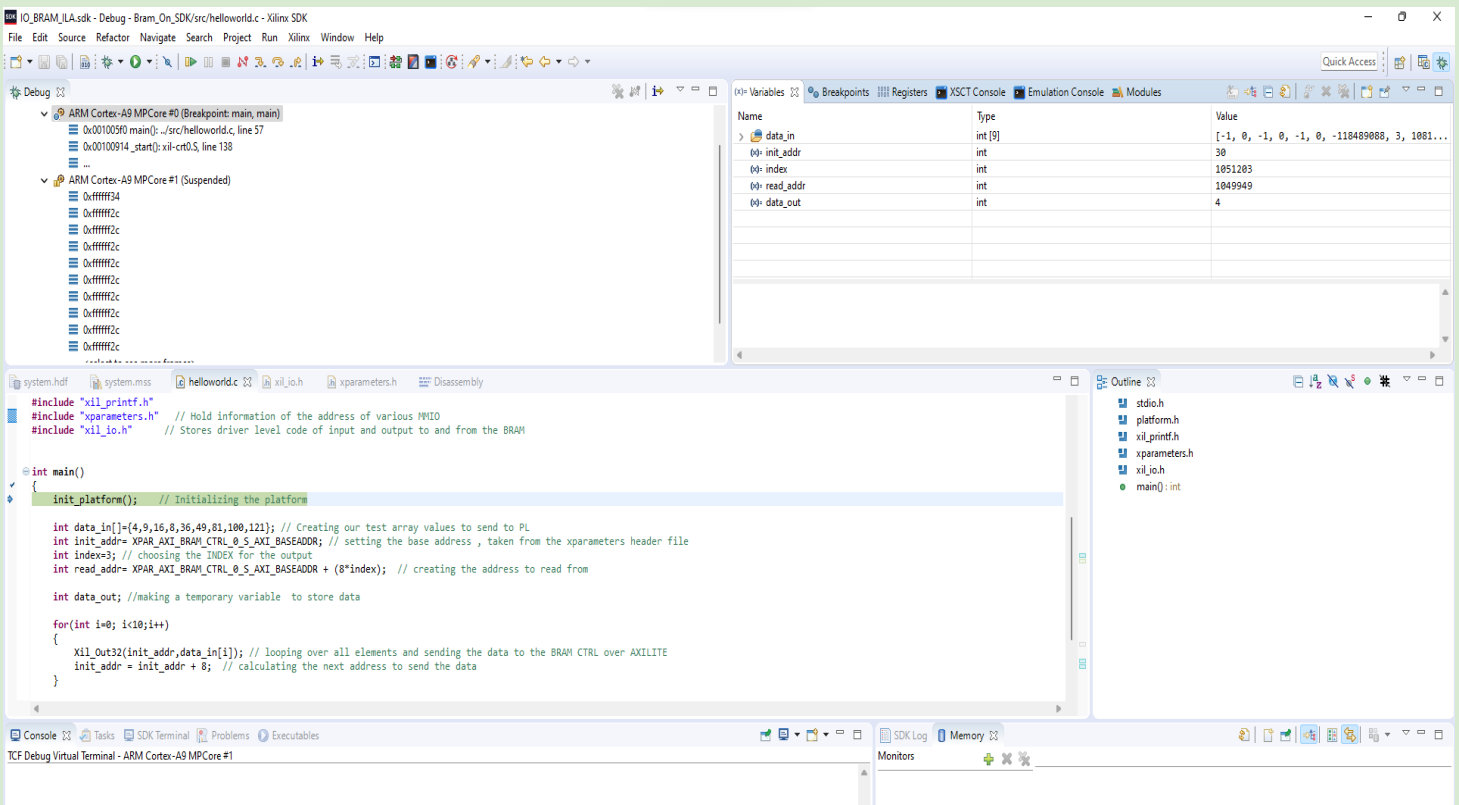 IO_BRAM_ILA.sdk - Debug - Bram_On_SDK/src/helloworld.c - Xilinx SDK
File Edit Source Refactor Navigate Search Project Run Xilinx Window Help
Quick Access
Debug
ARM Cortex-A9 MPCore #0 (Breakpoint: main, main)
0x001005f0 main(): ../src/helloworld.c, line 57
0x00100914 _start(): xil-crt0.S, line 138
...
ARM Cortex-A9 MPCore #1 (Suspended)
0xffffff34
0xffffff2c
0xffffff2c
0xffffff2c
0xffffff2c
0xffffff2c
0xffffff2c
0xffffff2c
0xffffff2c
0xffffff2c
(x)= Variables Breakpoints Registers XSCT Console Emulation Console Modules
Name Type Value
data_in int [9] [-1, 0, -1, 0, -1, 0, -118489088, 3, 1081...
(x)= init_addr int 30
(x)= index int 1051203
(x)= read_addr int 1049949
(x)= data_out int 4
system.hdf system.mss helloworld.c xil_io.h xparameters.h Disassembly
#include "xil_printf.h"
#include "xparameters.h" // Hold information of the address of various MMIO
#include "xil_io.h" // Stores driver level code of input and output to and from the BRAM
int main()
{
init_platform(); // Initializing the platform
int data_in[]={4,9,16,8,36,49,81,100,121}; // Creating our test array values to send to PL
int init_addr= XPAR_AXI_BRAM_CTRL_0_S_AXI_BASEADDR; // setting the base address , taken from the xparameters header file
int index=3; // choosing the INDEX for the output
int read_addr= XPAR_AXI_BRAM_CTRL_0_S_AXI_BASEADDR + (8*index); // creating the address to read from
int data_out; //making a temporary variable to store data
for(int i=0; i<10;i++)
{
Xil_Out32(init_addr,data_in[i]); // looping over all elements and sending the data to the BRAM CTRL over AXILITE
init_addr = init_addr + 8; // calculating the next address to send the data
}
Outline
stdio.h
platform.h
xil_printf.h
xparameters.h
xil_io.h
main() : int
Console Tasks SDK Terminal Problems Executables
TCF Debug Virtual Terminal - ARM Cortex-A9 MPCore #1
SDK Log Memory
Monitors